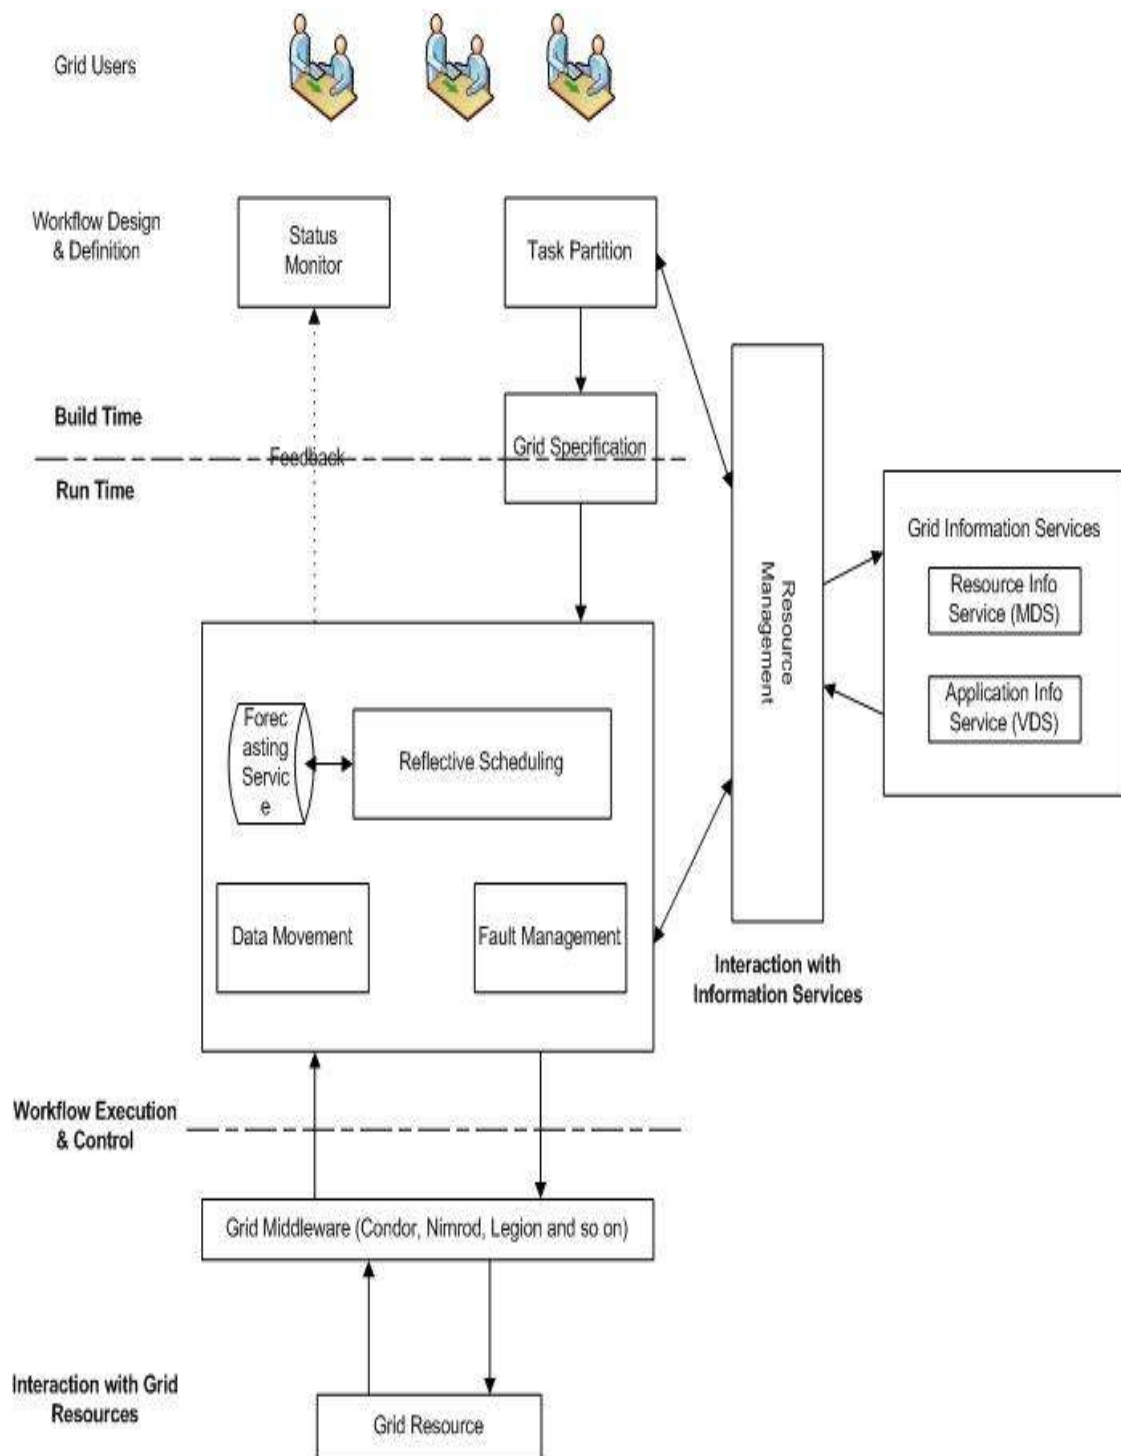 Grid Users
Workflow Design
& Definition
Status
Monitor
Task Partition
Build Time
Feedback
Grid Specification
Run Time
Resource
Management
Grid Information Services
Resource Info
Service (MDS)
Application Info
Service (VDS)
Forec
asting
Servic
e
Reflective Scheduling
Data Movement
Fault Management
Interaction with
Information Services
Workflow Execution
& Control
Grid Middleware (Condor, Nimrod, Legion and so on)
Interaction with Grid
Resources
Grid Resource